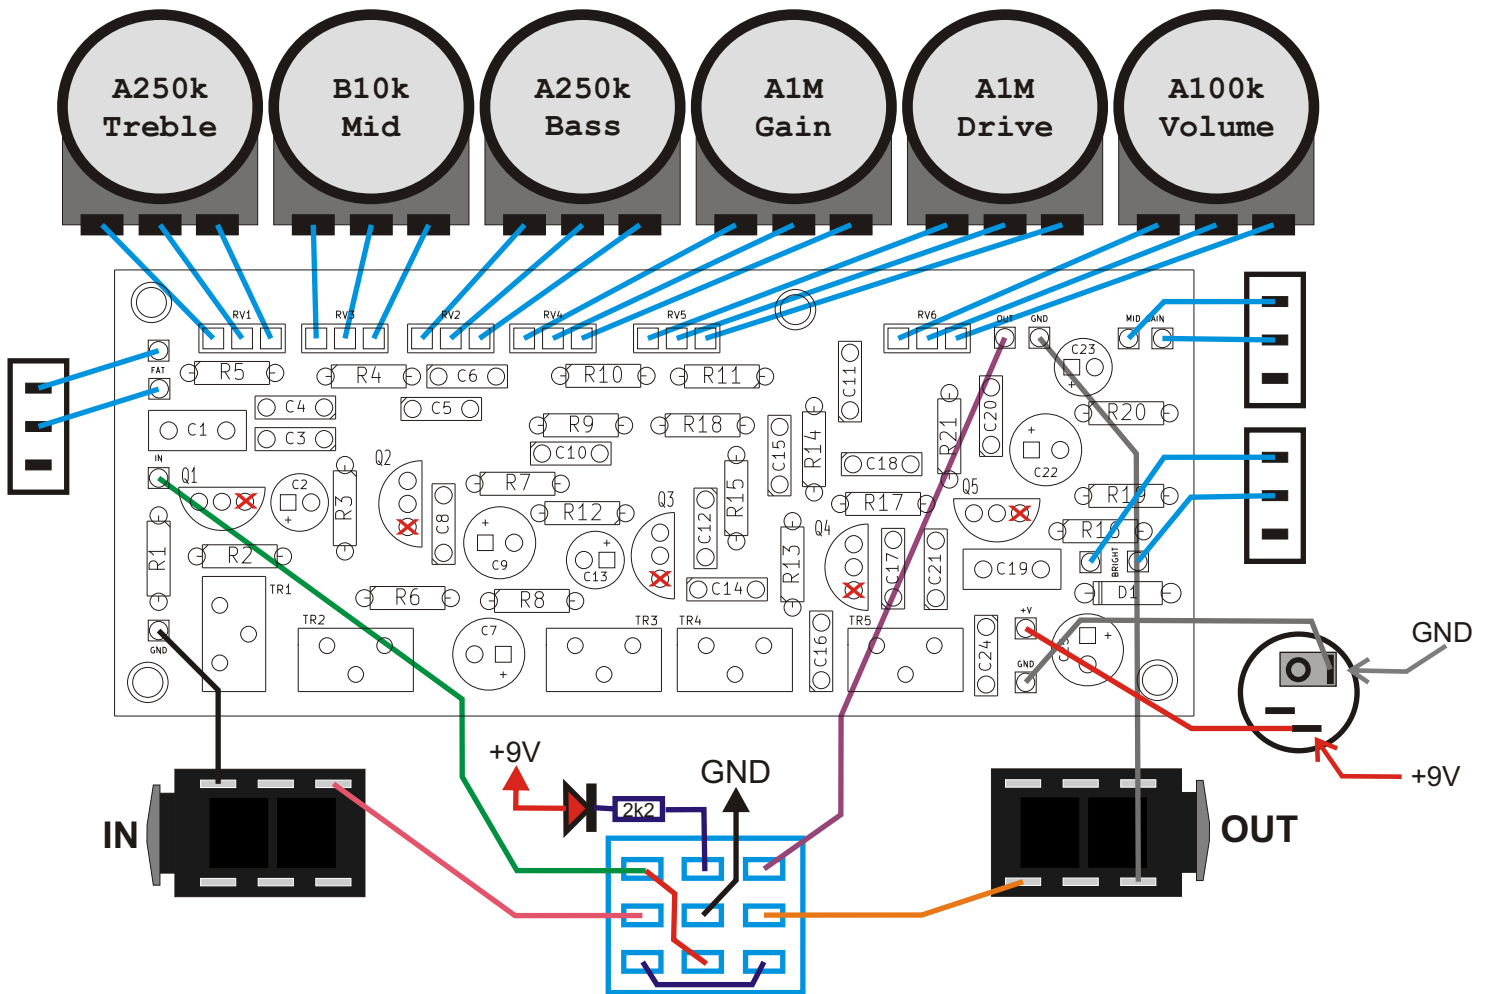 A250k
Treble
B10k
Mid
A250k
Bass
A1M
Gain
A1M
Drive
A100k
Volume
RV1
RV3
RV2
RV4
RV5
RV6
OUT
GND
MID GAIN
FAT
R5
R4
C6
R10
R11
C11
C23
+
C4
C5
C20
R20
C1
C3
R9
R18
C15
R14
R21
C10
C18
+
C22
IN
Q1
Q2
C2
+
R3
C8
R7
R12
Q3
C12
R15
R17
Q5
R19
R16
R1
R2
C9
+
C13
+
R13
Q4
C17
C21
C19
BRIGHT
D1
TR1
R6
R8
C14
GND
TR2
C7
+
TR3
TR4
C16
TR5
C24
+V
GND
+
GND
+9V
+9V
GND
2k2
IN
OUT